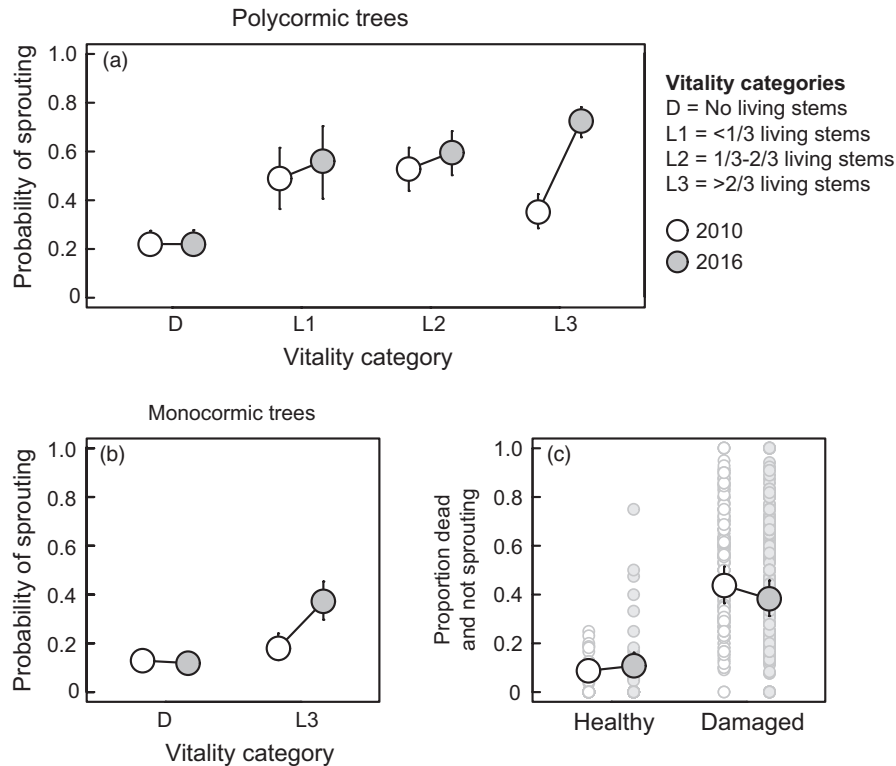 Polycormic trees
(a)
Probability of sprouting
1.0
0.8
0.6
0.4
0.2
0
D L1 L2 L3
Vitality category
Vitality categories
D = No living stems
L1 = <1/3 living stems
L2 = 1/3-2/3 living stems
L3 = >2/3 living stems
2010
2016
Monocormic trees
(b)
Probability of sprouting
1.0
0.8
0.6
0.4
0.2
0
D L3
Vitality category
(c)
Proportion dead
and not sprouting
1.0
0.8
0.6
0.4
0.2
0
Healthy Damaged